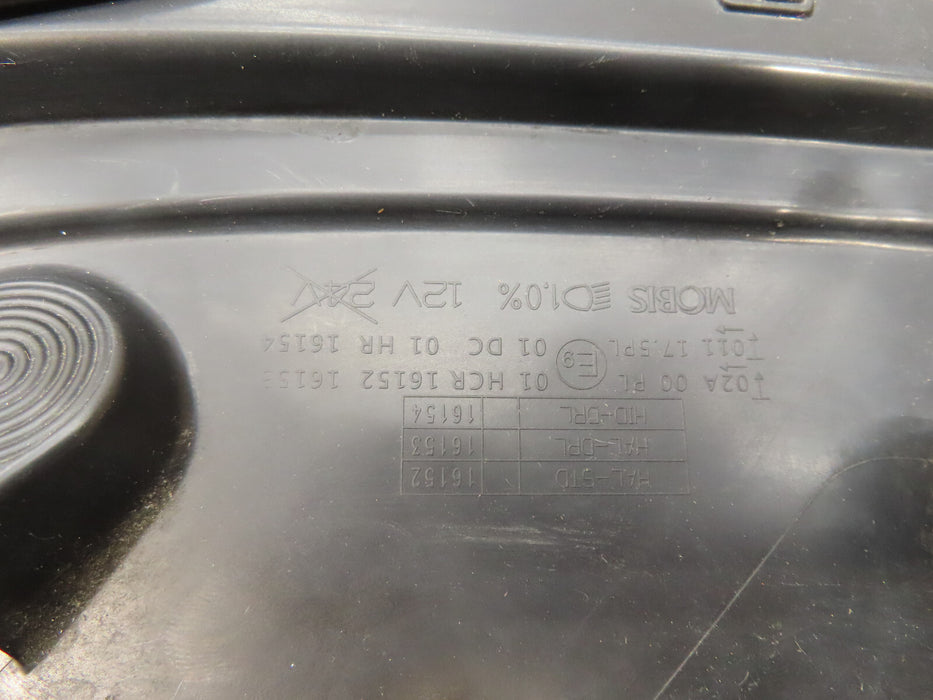 HAL-STD 16152
HAL-DRL 16153
HID-DRL 16154
02A 00 PL E9 01 HCR 16152 16153
011 17.5PL 01 DC 01 HR 16154
MOBIS 1,0% 12V 24V